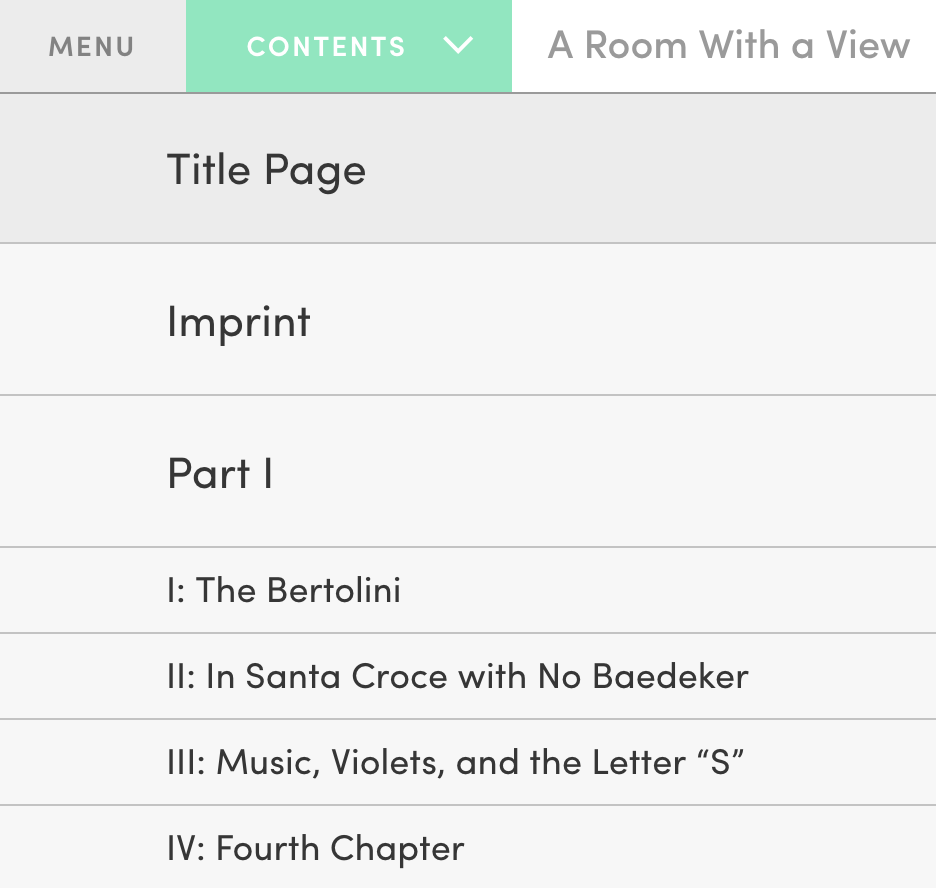 MENU
CONTENTS
A Room With a View
Title Page
Imprint
Part I
I: The Bertolini
II: In Santa Croce with No Baedeker
III: Music, Violets, and the Letter “S”
IV: Fourth Chapter